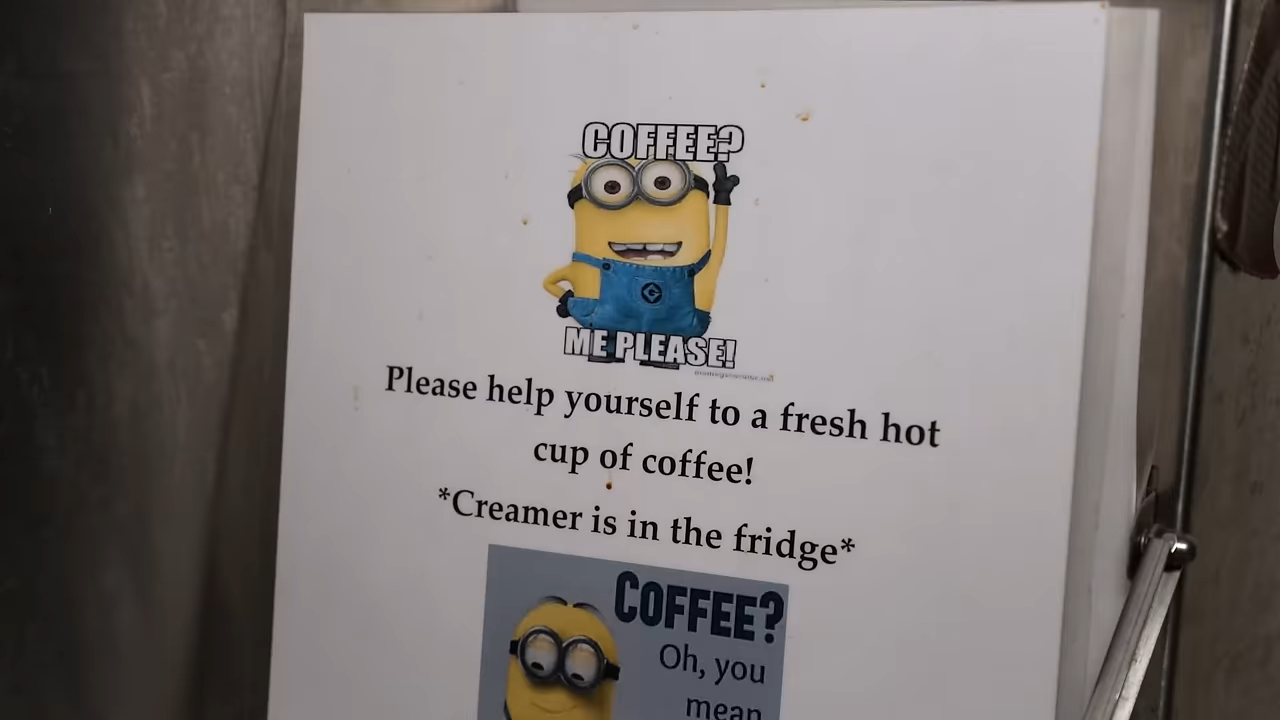 COFFEE?
ME PLEASE!
Please help yourself to a fresh hot
cup of coffee!
*Creamer is in the fridge*
COFFEE?
Oh, you
mean